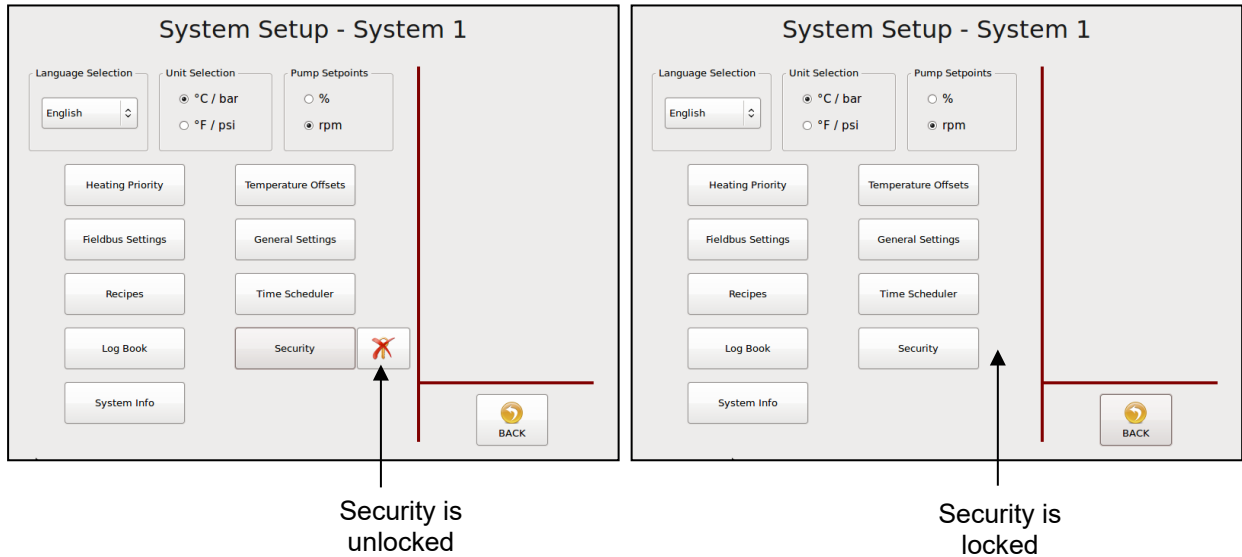 System Setup - System 1
Language Selection
Unit Selection
Pump Setpoints
English
°C / bar
°F / psi
%
rpm
Heating Priority
Temperature Offsets
Fieldbus Settings
General Settings
Recipes
Time Scheduler
Log Book
Security
System Info
BACK
Security is
unlocked
System Setup - System 1
Language Selection
Unit Selection
Pump Setpoints
English
°C / bar
°F / psi
%
rpm
Heating Priority
Temperature Offsets
Fieldbus Settings
General Settings
Recipes
Time Scheduler
Log Book
Security
System Info
BACK
Security is
locked